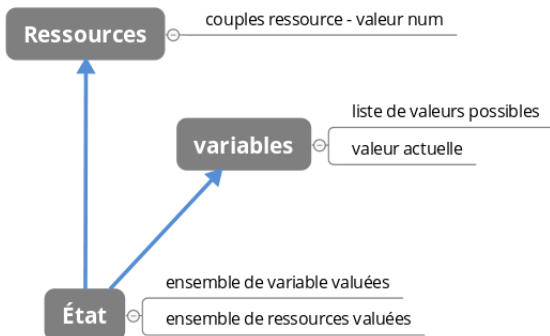 couples ressource - valeur num
Ressources
liste de valeurs possibles
variables
valeur actuelle
ensemble de variable valuées
État
ensemble de ressources valuées